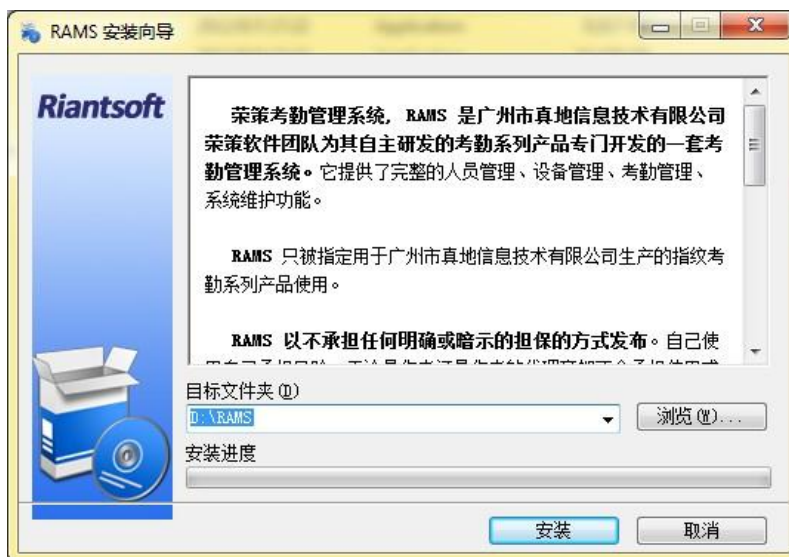 RAMS 安装向导
Riantsoft
荣策考勤管理系统, RAMS 是广州市真地信息技术有限公司
荣策软件团队为其自主研发的考勤系列产品专门开发的一套考
勤管理系统。它提供了完整的人员管理、设备管理、考勤管理、
系统维护功能。
RAMS 只被指定用于广州市真地信息技术有限公司生产的指纹考
勤系列产品使用。
RAMS 以不承担任何明确或暗示的担保的方式发布。自己使
目标文件夹(D)
D:\RAMS
浏览(W)...
安装进度
安装
取消